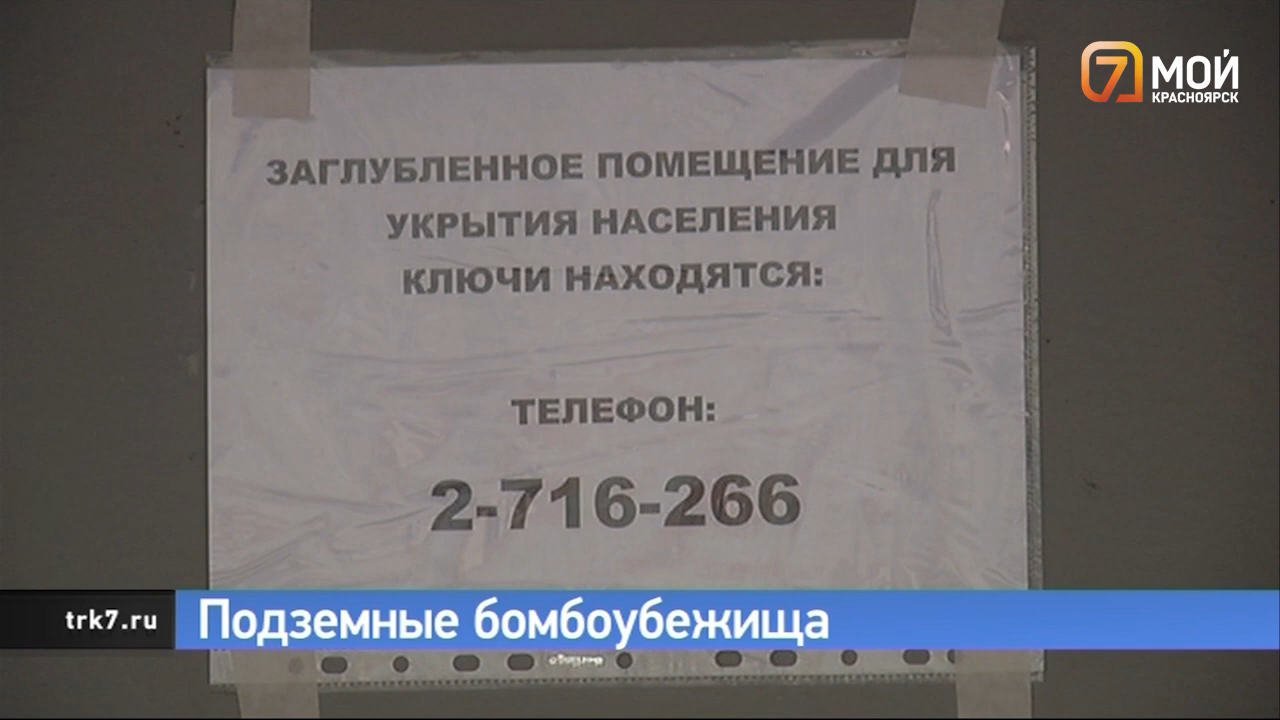 7 МОЙ
КРАСНОЯРСК
ЗАГЛУБЛЕННОЕ ПОМЕЩЕНИЕ ДЛЯ
УКРЫТИЯ НАСЕЛЕНИЯ
КЛЮЧИ НАХОДЯТСЯ:
ТЕЛЕФОН:
2-716-266
trk7.ru
Подземные бомбоубежища